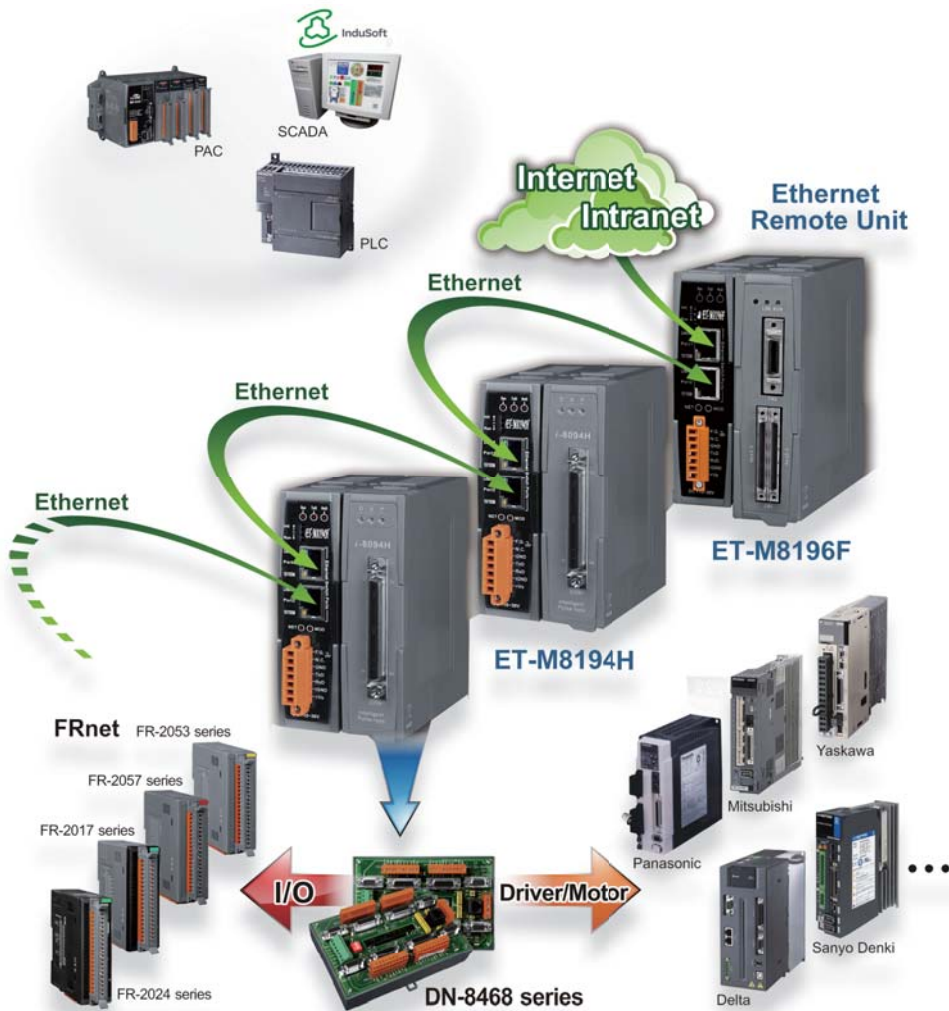 InduSoft
SCADA
PAC
PLC
Internet
Intranet
Ethernet
Remote Unit
Ethernet
Ethernet
Ethernet
i-8094H
i-8094H
ET-M8196F
ET-M8194H
FRnet
FR-2053 series
FR-2057 series
FR-2017 series
FR-2024 series
I/O
Driver/Motor
DN-8468 series
Yaskawa
Mitsubishi
Panasonic
Sanyo Denki
Delta